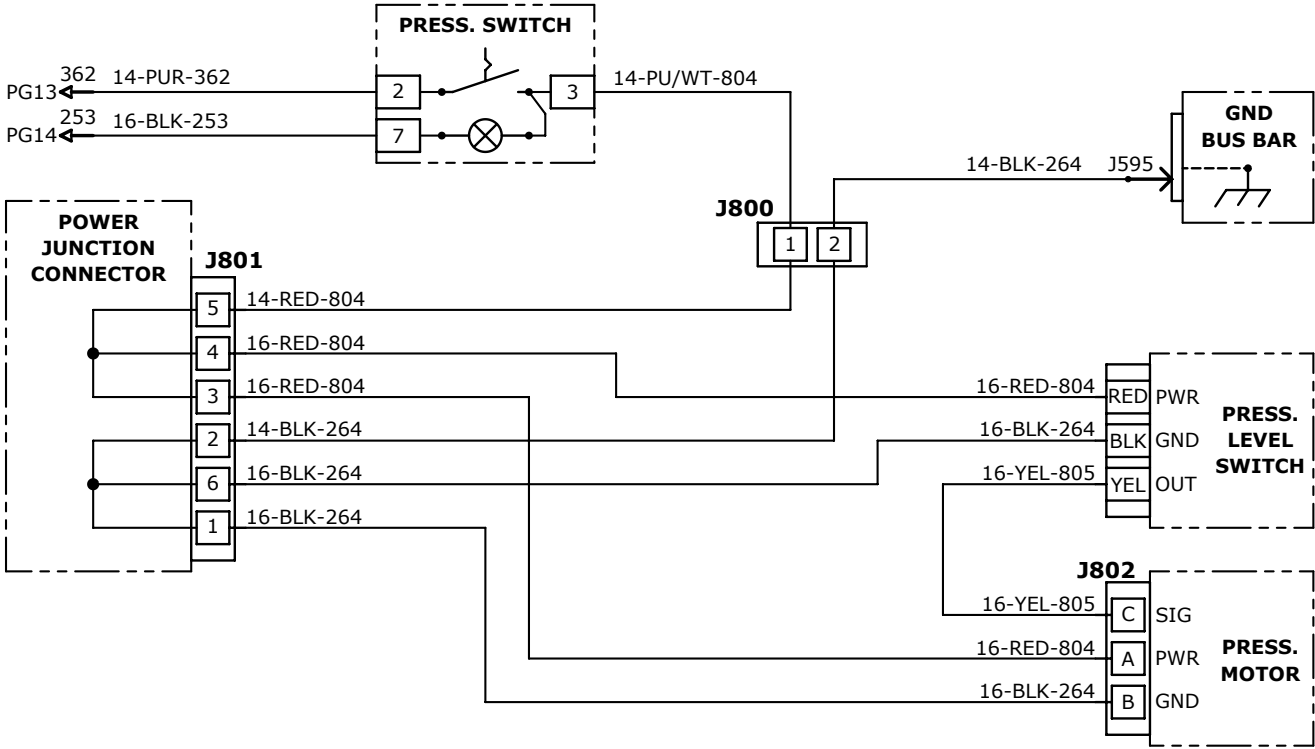 PRESS. SWITCH
362 14-PUR-362
PG13
2
3
14-PU/WT-804
253 16-BLK-253
PG14
7
GND
BUS BAR
14-BLK-264 J595
J800
1 2
POWER
JUNCTION
CONNECTOR
J801
5 14-RED-804
4 16-RED-804
3 16-RED-804
2 14-BLK-264
6 16-BLK-264
1 16-BLK-264
16-RED-804 RED PWR
16-BLK-264 BLK GND
16-YEL-805 YEL OUT
PRESS.
LEVEL
SWITCH
J802
16-YEL-805 C SIG
16-RED-804 A PWR
16-BLK-264 B GND
PRESS.
MOTOR